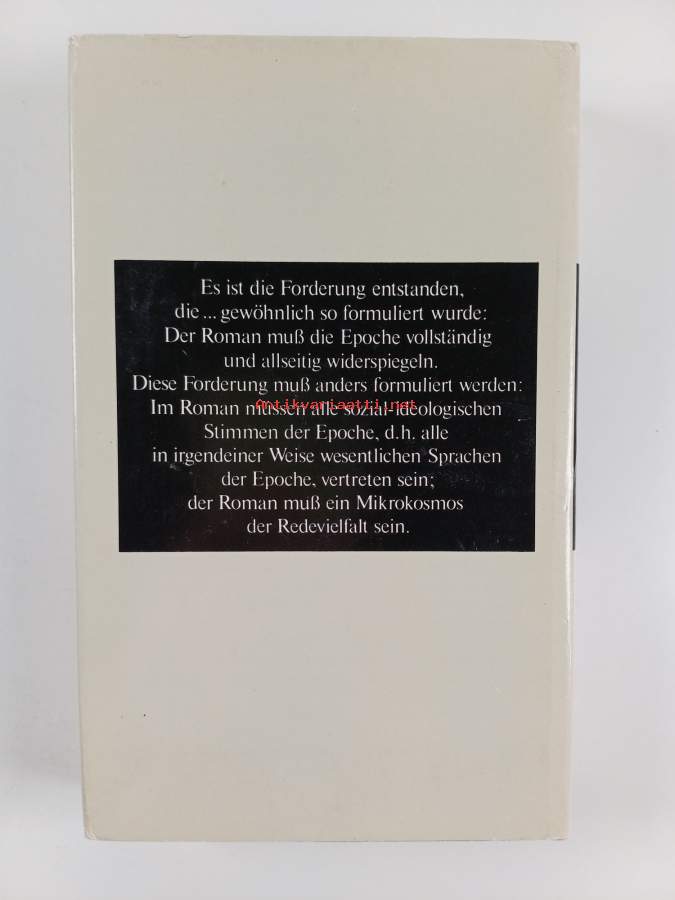 Es ist die Forderung entstanden,
die ... gewöhnlich so formuliert wurde:
Der Roman muß die Epoche vollständig
und allseitig widerspiegeln.
Diese Forderung muß anders formuliert werden:
Im Roman müssen alle sozial-ideologischen
Antikvariaatti.net
Stimmen der Epoche, d.h. alle
in irgendeiner Weise wesentlichen Sprachen
der Epoche, vertreten sein;
der Roman muß ein Mikrokosmos
der Redevielfalt sein.